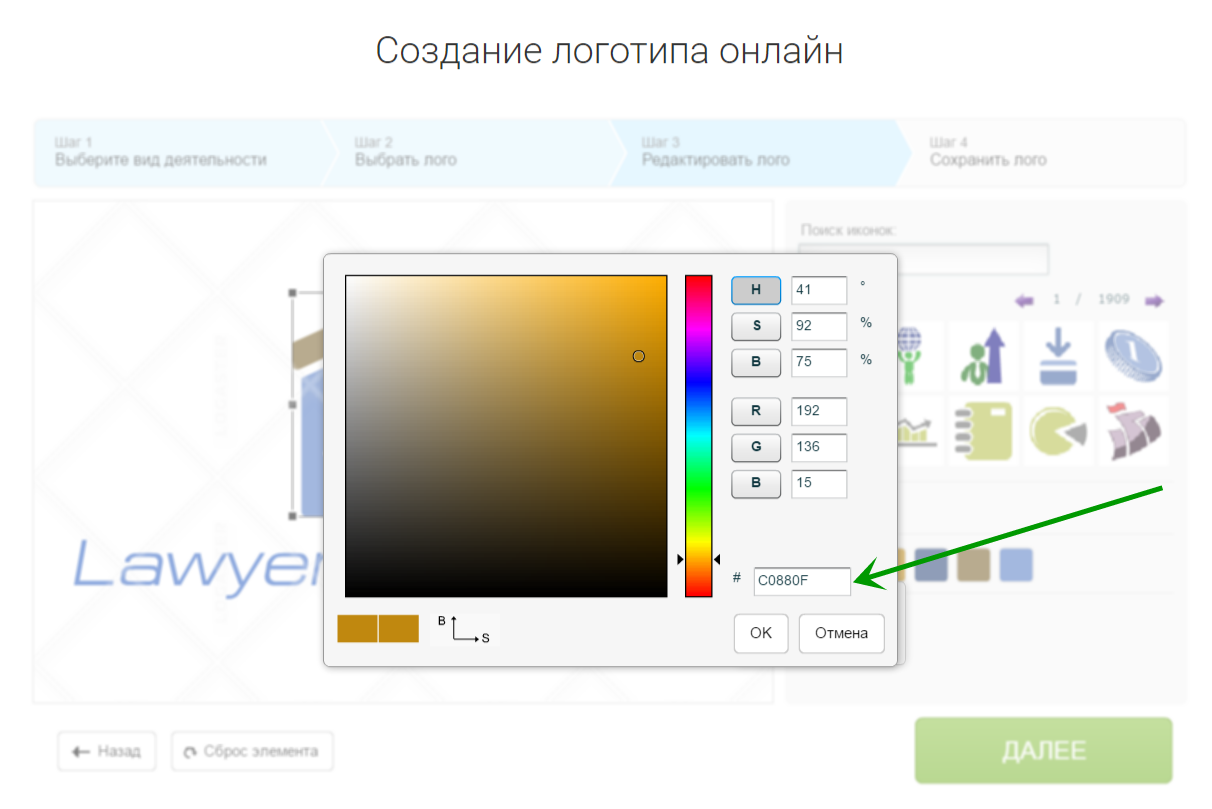 Создание логотипа онлайн
Шаг 1
Выберите вид деятельности
Шаг 2
Выбрать лого
Шаг 3
Редактировать лого
Шаг 4
Сохранить лого
Поиск иконок:
1 / 1909
H 41 °
S 92 %
B 75 %
R 192
G 136
B 15
# C0880F
B
S
OK
Отмена
Lawyer
Назад
Сброс элемента
ДАЛЕЕ